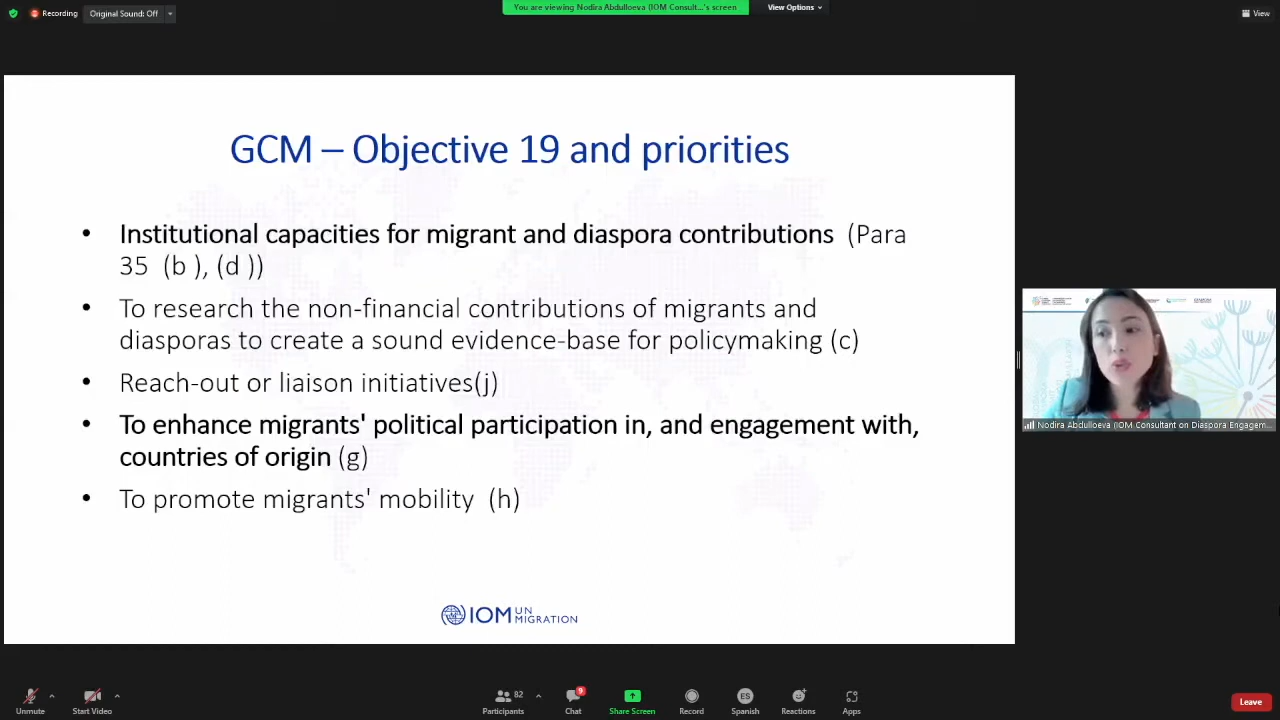 Recording
Original Sound: Off
You are viewing Nodira Abdulloeva (IOM Consult...'s screen
View Options
View
GCM – Objective 19 and priorities
• Institutional capacities for migrant and diaspora contributions (Para
35 (b ), (d ))
• To research the non-financial contributions of migrants and
diasporas to create a sound evidence-base for policymaking (c)
• Reach-out or liaison initiatives(j)
• To enhance migrants' political participation in, and engagement with,
countries of origin (g)
• To promote migrants' mobility (h)
IOM UN
MIGRATION
Nodira Abdulloeva (IOM Consultant on Diaspora Engagem...
Unmute
Start Video
82
Participants
9
Chat
Share Screen
Record
ES
Spanish
Reactions
Apps
Leave